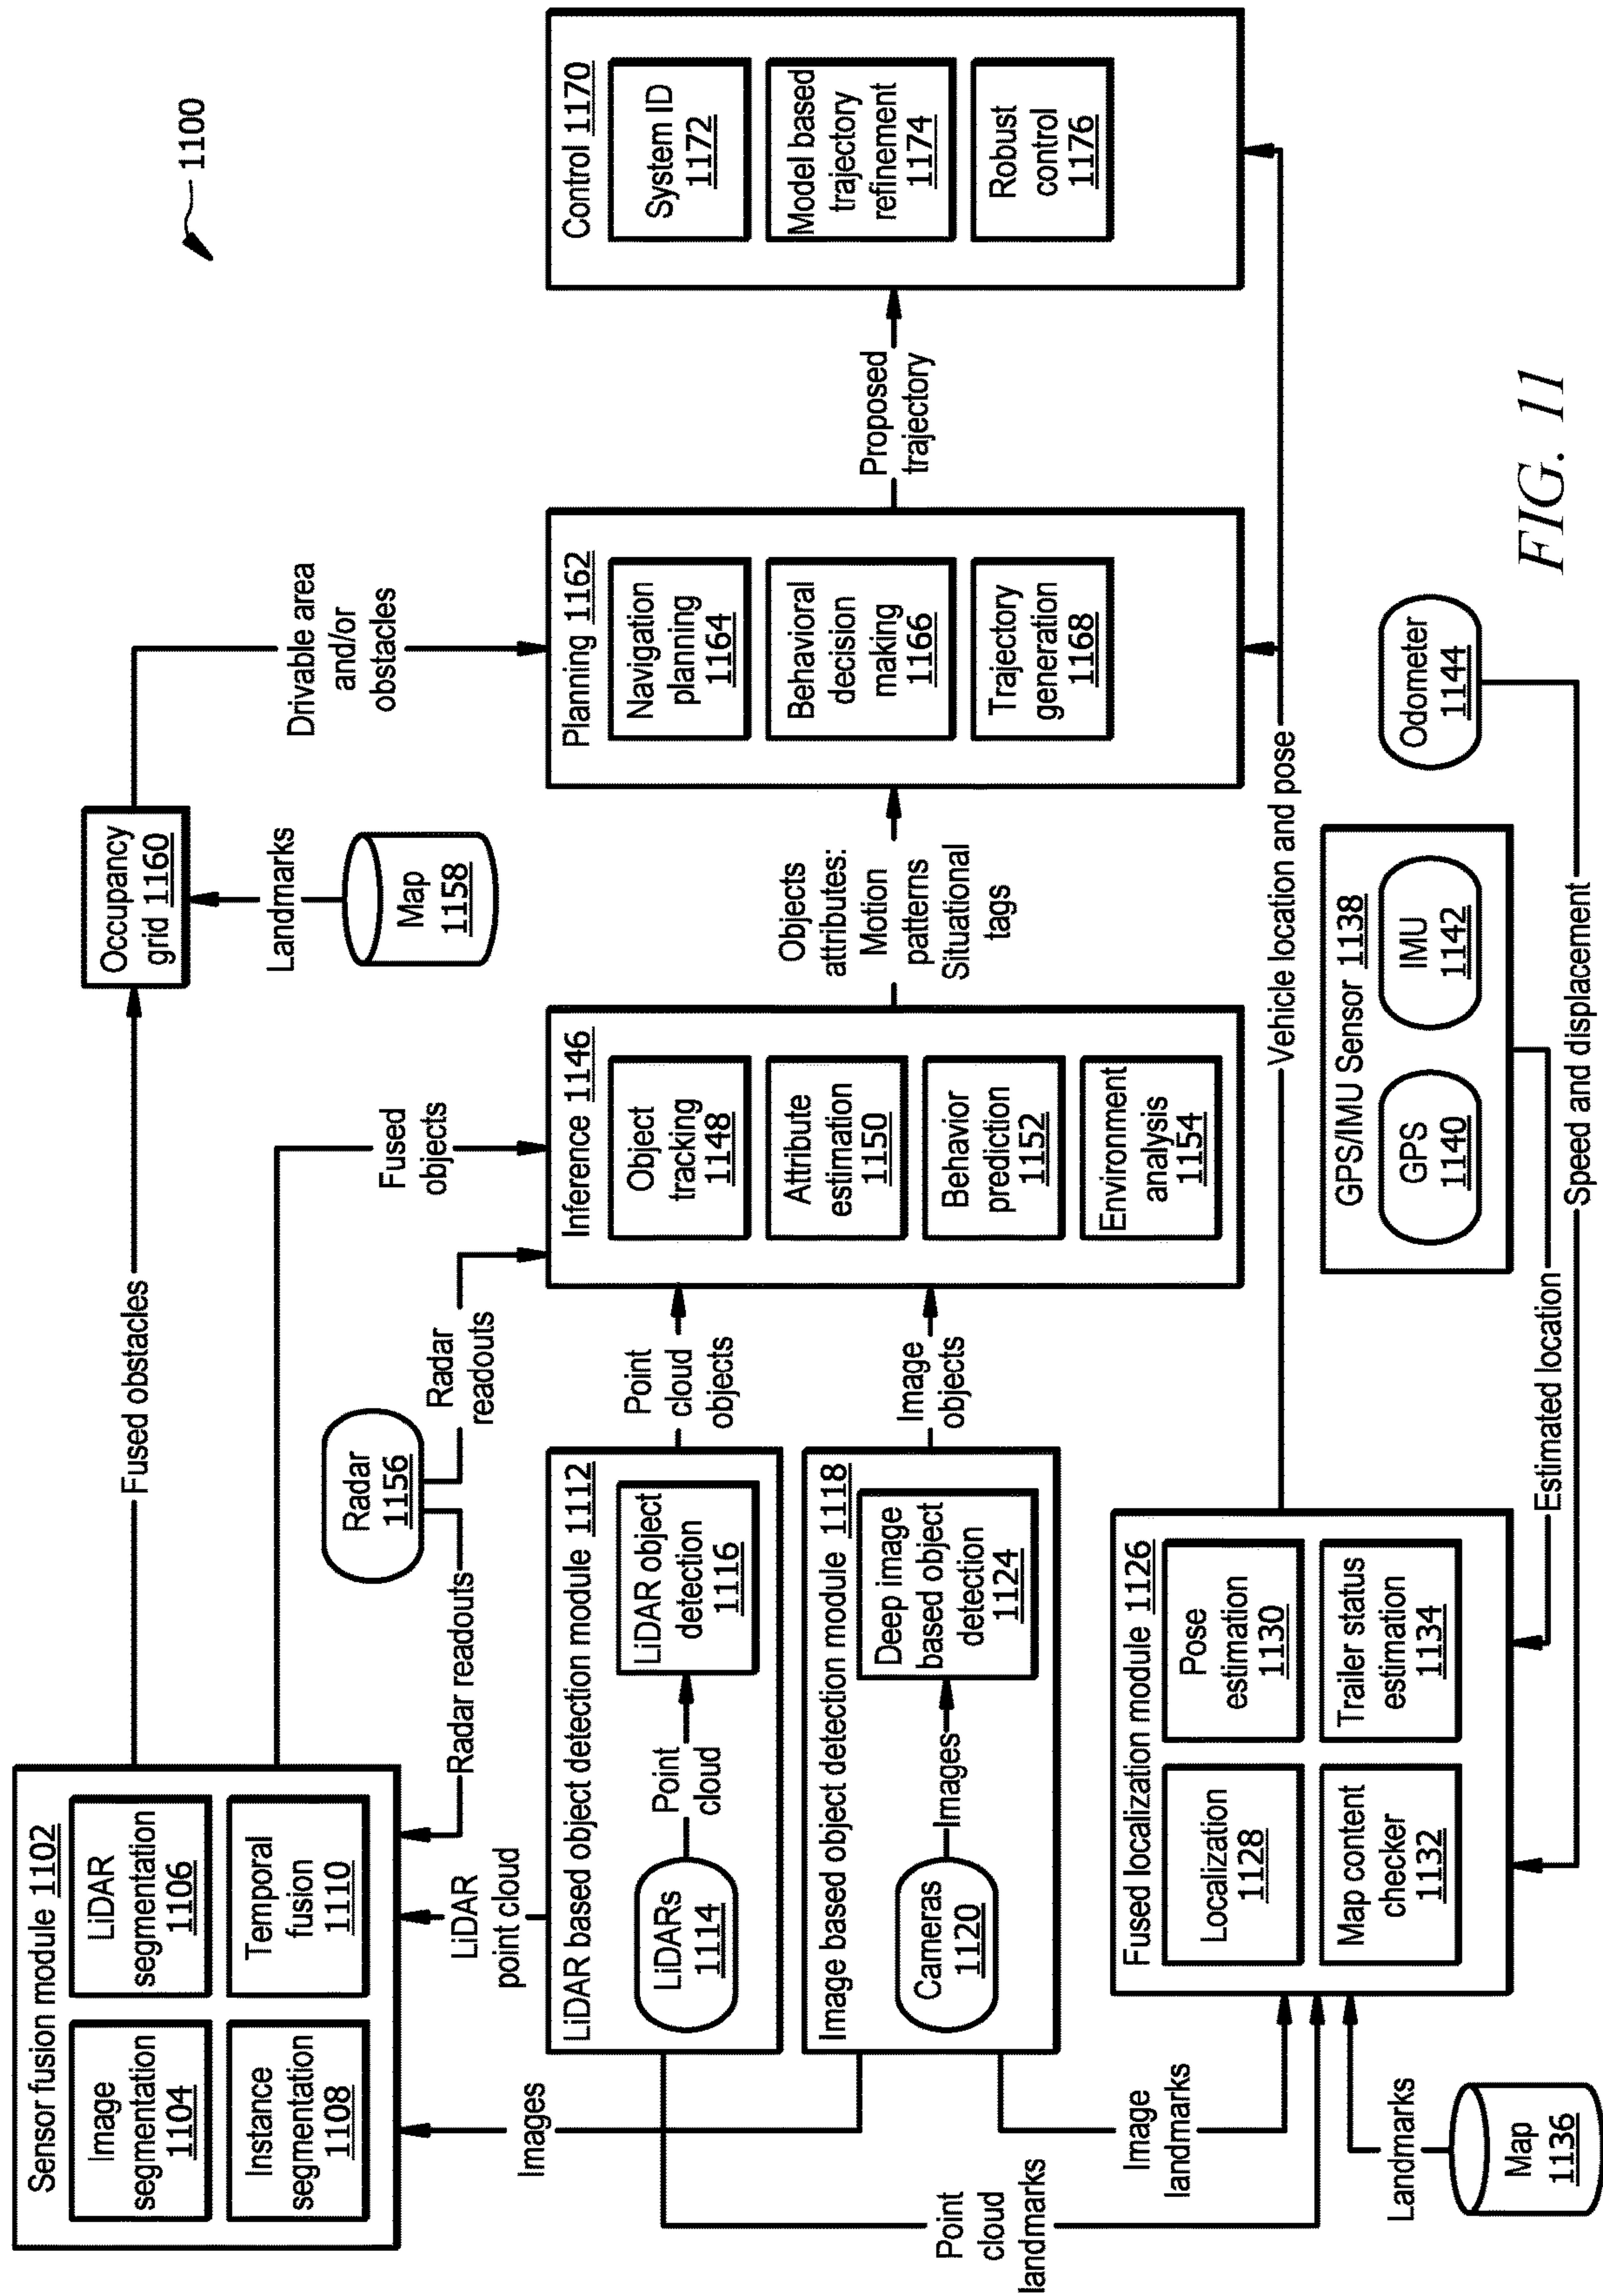 1100
Sensor fusion module 1102
Image
segmentation
1104
LiDAR
segmentation
1106
Instance
segmentation
1108
Temporal
fusion
1110
Fused obstacles
Occupancy
grid 1160
Landmarks
Map
1158
Drivable area
and/or
obstacles
Fused
objects
Radar
1156
Radar readouts
Radar
readouts
Images
LiDAR
point cloud
LiDAR based object detection module 1112
LiDARs
1114
Point
cloud
LiDAR object
detection
1116
Point
cloud
objects
Image based object detection module 1118
Cameras
1120
Images
Deep image
based object
detection
1124
Image
objects
Inference 1146
Object
tracking
1148
Attribute
estimation
1150
Behavior
prediction
1152
Environment
analysis
1154
Objects
attributes:
Motion
patterns
Situational
tags
Planning 1162
Navigation
planning
1164
Behavioral
decision
making
1166
Trajectory
generation
1168
Proposed
trajectory
Control 1170
System ID
1172
Model based
trajectory
refinement
1174
Robust
control
1176
Point
cloud
landmarks
Image
landmarks
Landmarks
Map
1136
Fused localization module 1126
Localization
1128
Pose
estimation
1130
Map content
checker
1132
Trailer status
estimation
1134
Vehicle location and pose
GPS/IMU Sensor 1138
GPS
1140
IMU
1142
Odometer
1144
Estimated location
Speed and displacement
FIG. 11